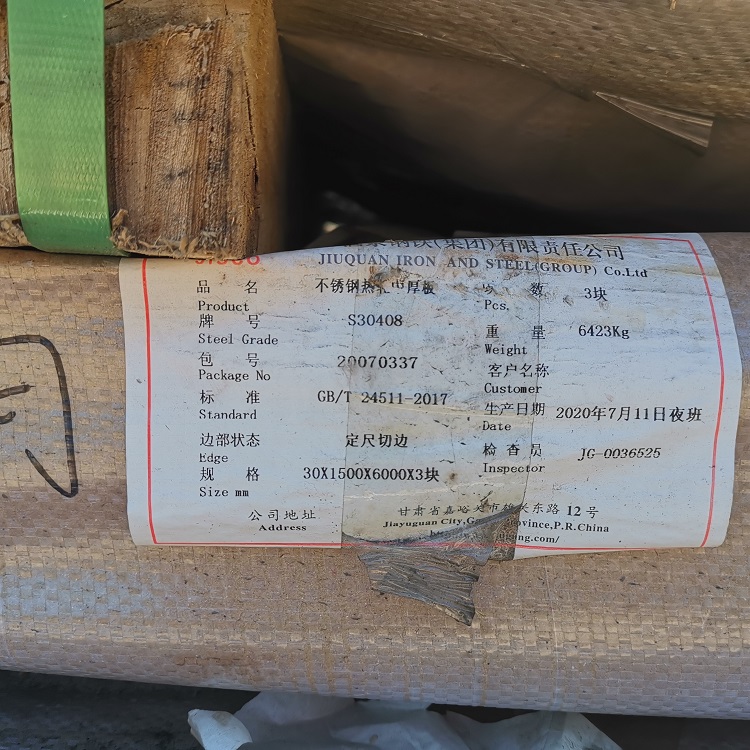 钢铁(集团)有限责任公司
JIUQUAN IRON AND STEEL(GROUP) Co.Ltd
品 名 不锈钢热 厚板 数 3块
Product Pcs.
牌 号 S30408 重 量 6423Kg
Steel Grade Weight
包 号 20070337 客户名称
Package No Customer
标 准 GB/T 24511-2017 生产日期 2020年7月11日夜班
Standard Date
边部状态 定尺切边 检查员 JG-0036525
Edge Inspector
规 格 30X1500X6000X3块
Size mm
公司地址 甘肃省嘉峪关市 东路 12号
Address Jiayuguan City, Province,P.R.China